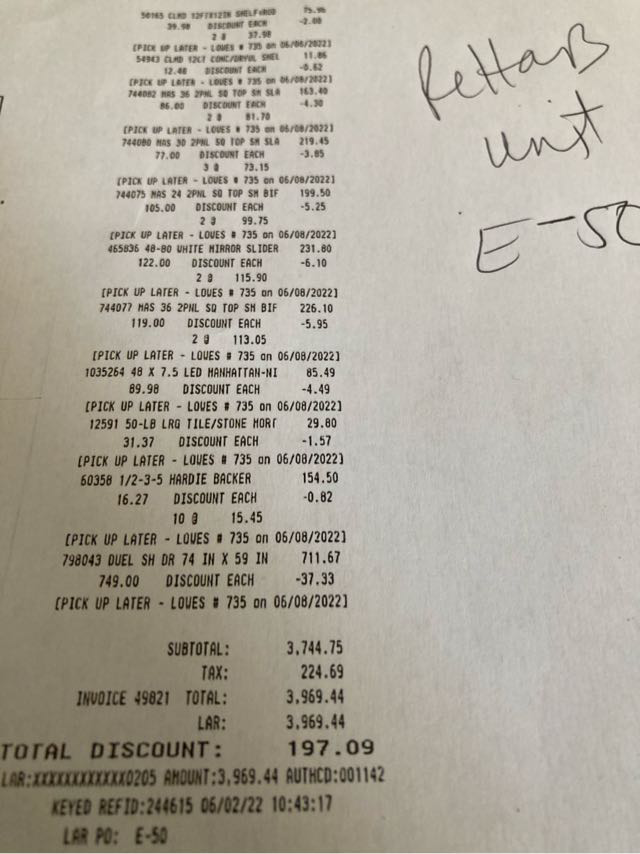 50165 CLMD 12FTX12IN SHELF+ROD 75.96
39.98 DISCOUNT EACH -2.00
2 @ 37.98
[PICK UP LATER - LOWES # 735 on 06/08/2022]
54943 CLMD 12CT CONC/DRYWL SHEL 11.86
12.48 DISCOUNT EACH -0.62
[PICK UP LATER - LOWES # 735 on 06/08/2022]
744082 MAS 36 2PNL SQ TOP SM SLA 163.40
86.00 DISCOUNT EACH -4.30
2 @ 81.70
[PICK UP LATER - LOWES # 735 on 06/08/2022]
744080 MAS 30 2PNL SQ TOP SM SLA 219.45
77.00 DISCOUNT EACH -3.85
3 @ 73.15
[PICK UP LATER - LOWES # 735 on 06/08/2022]
744075 MAS 24 2PNL SQ TOP SM BIF 199.50
105.00 DISCOUNT EACH -5.25
2 @ 99.75
[PICK UP LATER - LOWES # 735 on 06/08/2022]
465836 48-80 WHITE MIRROR SLIDER 231.80
122.00 DISCOUNT EACH -6.10
2 @ 115.90
[PICK UP LATER - LOWES # 735 on 06/08/2022]
744077 MAS 36 2PNL SQ TOP SM BIF 226.10
119.00 DISCOUNT EACH -5.95
2 @ 113.05
[PICK UP LATER - LOWES # 735 on 06/08/2022]
1035264 48 X 7.5 LED MANHATTAN-NI 85.49
89.98 DISCOUNT EACH -4.49
[PICK UP LATER - LOWES # 735 on 06/08/2022]
12591 50-LB LRG TILE/STONE MORT 29.80
31.37 DISCOUNT EACH -1.57
[PICK UP LATER - LOWES # 735 on 06/08/2022]
60358 1/2-3-5 HARDIE BACKER 154.50
16.27 DISCOUNT EACH -0.82
10 @ 15.45
[PICK UP LATER - LOWES # 735 on 06/08/2022]
798043 DUEL SH DR 74 IN X 59 IN 711.67
749.00 DISCOUNT EACH -37.33
[PICK UP LATER - LOWES # 735 on 06/08/2022]
SUBTOTAL: 3,744.75
TAX: 224.69
INVOICE 49821 TOTAL: 3,969.44
LAR: 3,969.44
TOTAL DISCOUNT: 197.09
LAR:XXXXXXXXXXXX0205 AMOUNT:3,969.44 AUTHCD:001142
KEYED REFID:244615 06/02/22 10:43:17
LAR PO: E-50
ReHab
unit
E-50